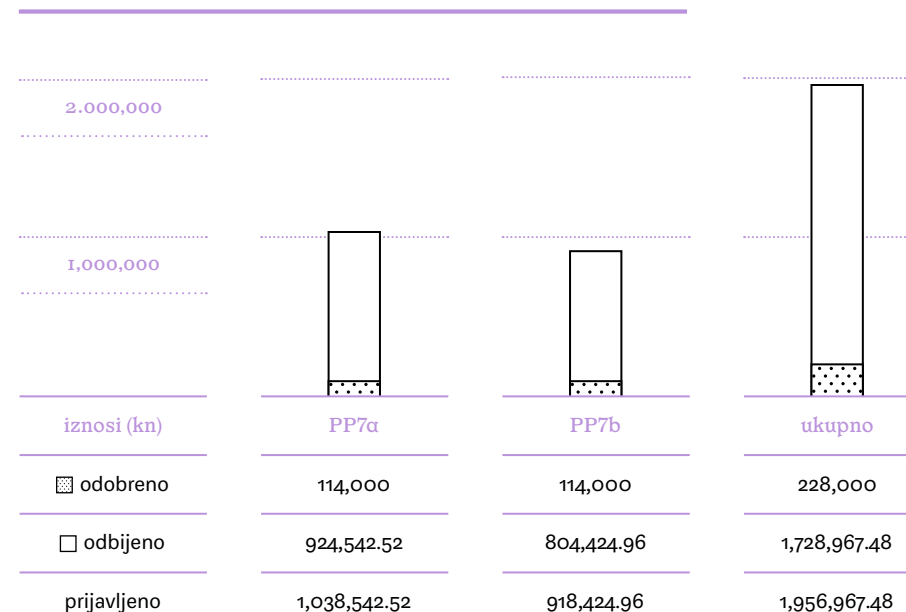 2.000,000
1,000,000
iznosi (kn) PP7a PP7b ukupno
odobreno 114,000 114,000 228,000
odbijeno 924,542.52 804,424.96 1,728,967.48
prijavljeno 1,038,542.52 918,424.96 1,956,967.48